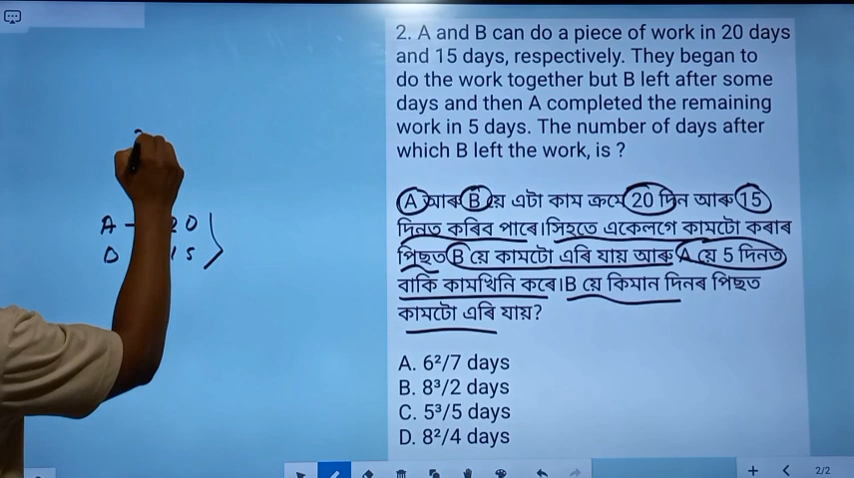 2. A and B can do a piece of work in 20 days
and 15 days, respectively. They began to
do the work together but B left after some
days and then A completed the remaining
work in 5 days. The number of days after
which B left the work, is ?
A আৰু B য়ে এটা কাম ক্ৰমে 20 দিন আৰু 15
দিনত কৰিব পাৰে।সিহতে একেলগে কামটো কৰাৰ
পিছত B য়ে কামটো এৰি যায় আৰু A য়ে 5 দিনত
বাকি কামখিনি কৰে।B য়ে কিমান দিনৰ পিছত
কামটো এৰি যায়?
A. 6²/7 days
B. 8³/2 days
C. 5³/5 days
D. 8²/4 days
A - 20
15
2/2